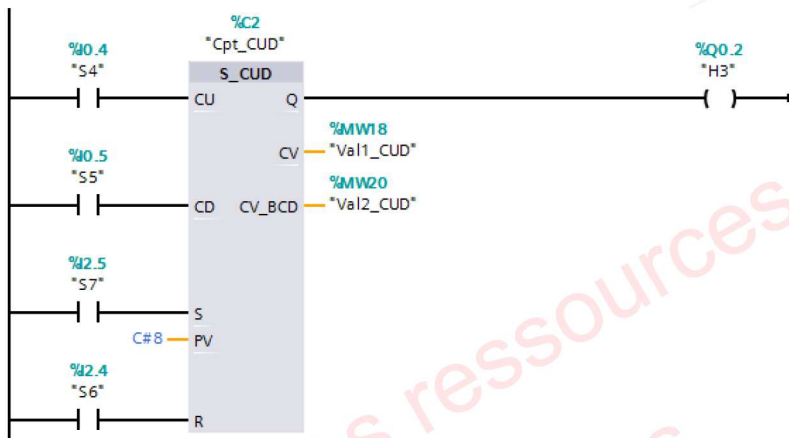 %C2
"Cpt_CUD"
%I0.4
"S4"
S_CUD
%Q0.2
"H3"
CU Q
%MW18
CV "Val1_CUD"
%I0.5
"S5"
%MW20
CD CV_BCD "Val2_CUD"
%I2.5
"S7"
S
C#8 PV
%I2.4
"S6"
R
s ressources